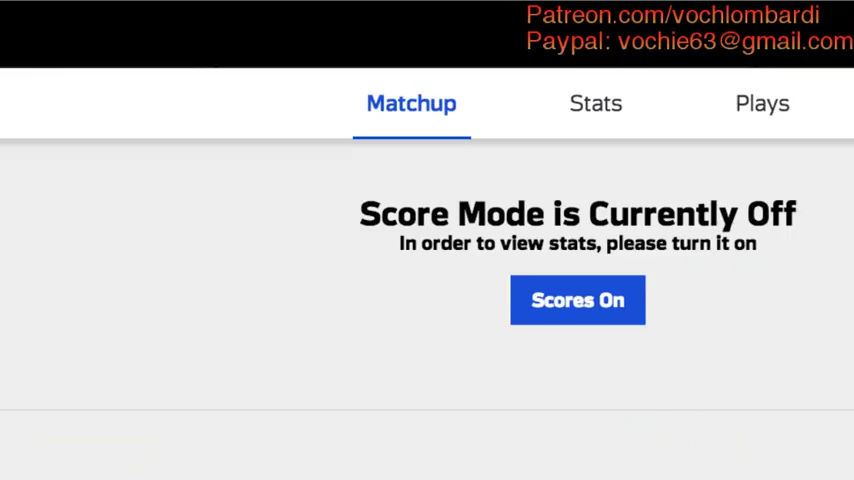 Patreon.com/vochlombardi
Paypal: vochie63@gmail.com
Matchup Stats Plays
Score Mode is Currently Off
In order to view stats, please turn it on
Scores On